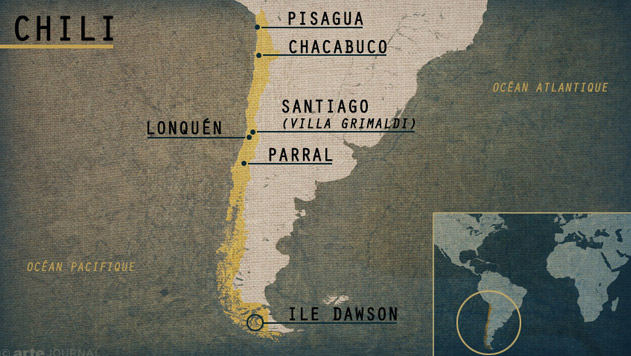 CHILI
PISAGUA
CHACABUCO
OCÉAN ATLANTIQUE
SANTIAGO
(VILLA GRIMALDI)
LONQUÉN
PARRAL
OCÉAN PACIFIQUE
ILE DAWSON
arte JOURNAL